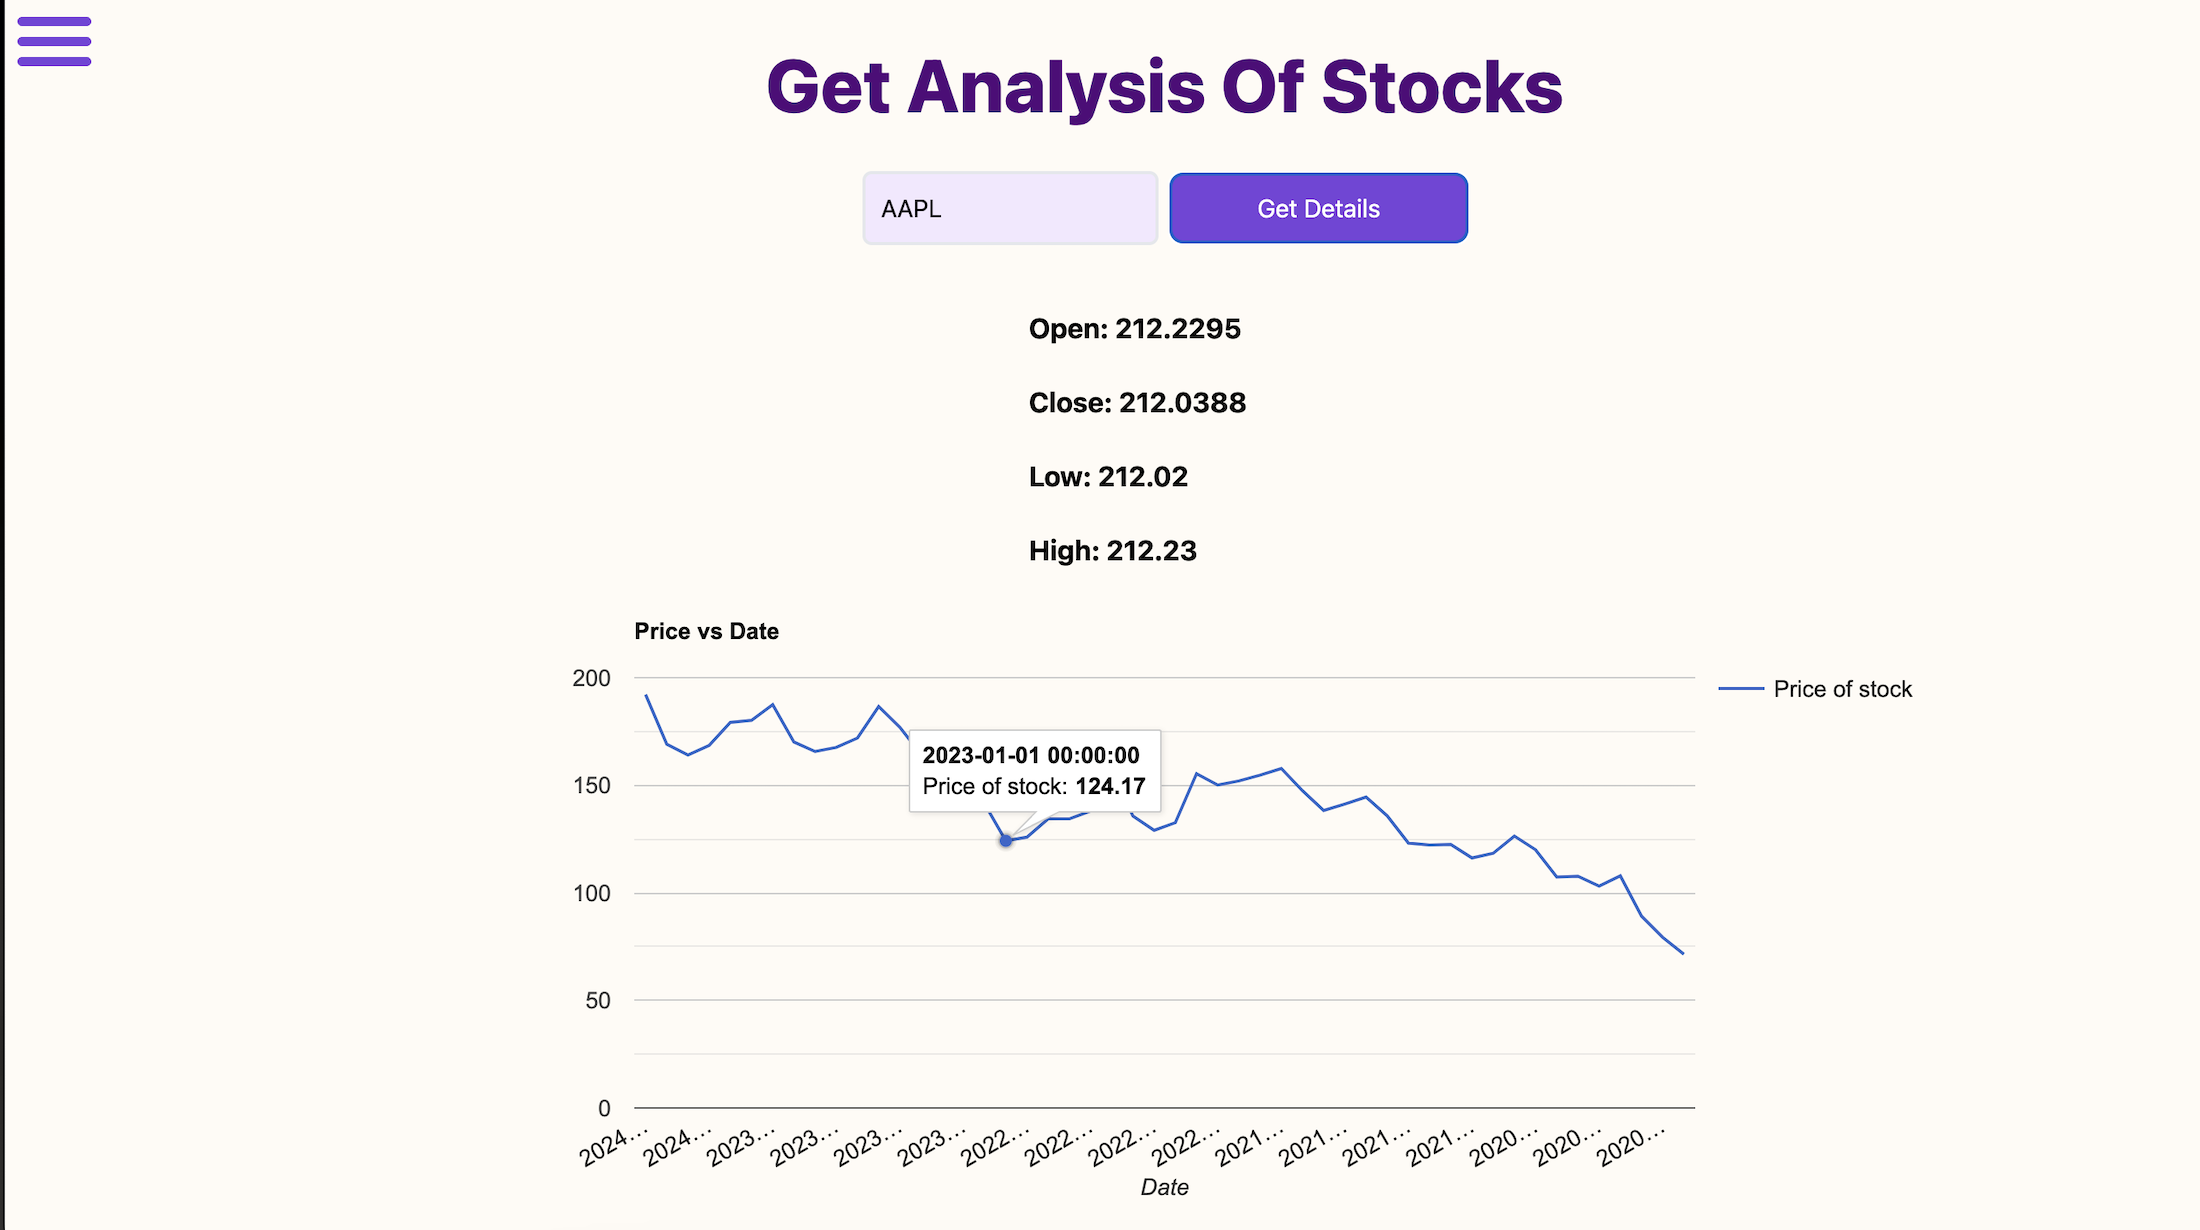 Get Analysis Of Stocks
AAPL
Get Details
Open: 212.2295
Close: 212.0388
Low: 212.02
High: 212.23
Price vs Date
200
150
100
50
0
Price of stock
2023-01-01 00:00:00
Price of stock: 124.17
2024... 2024... 2023... 2023... 2023... 2023... 2022... 2022... 2022... 2022... 2021... 2021... 2021... 2021... 2020... 2020... 2020...
Date